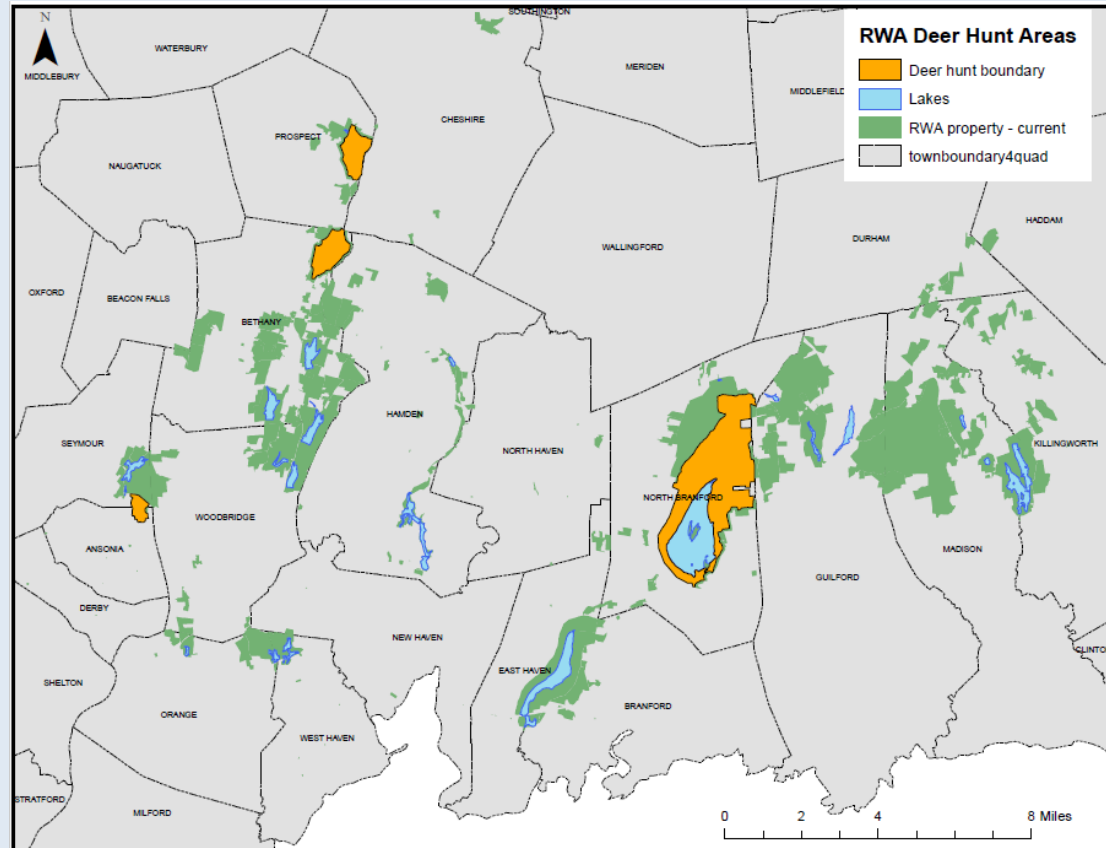 N
SOUTHINGTON
WATERBURY
MIDDLEBURY
MERIDEN
RWA Deer Hunt Areas
Deer hunt boundary
Lakes
RWA property - current
townboundary4quad
MIDDLEFIELD
CHESHIRE
PROSPECT
NAUGATUCK
HADDAM
DURHAM
WALLINGFORD
OXFORD
BEACON FALLS
BETHANY
HAMDEN
SEYMOUR
NORTH HAVEN
KILLINGWORTH
NORTH BRANFORD
WOODBRIDGE
ANSONIA
MADISON
GUILFORD
DERBY
NEW HAVEN
EAST HAVEN
CLINTO
SHELTON
ORANGE
BRANFORD
WEST HAVEN
STRATFORD
MILFORD
0 2 4 8 Miles